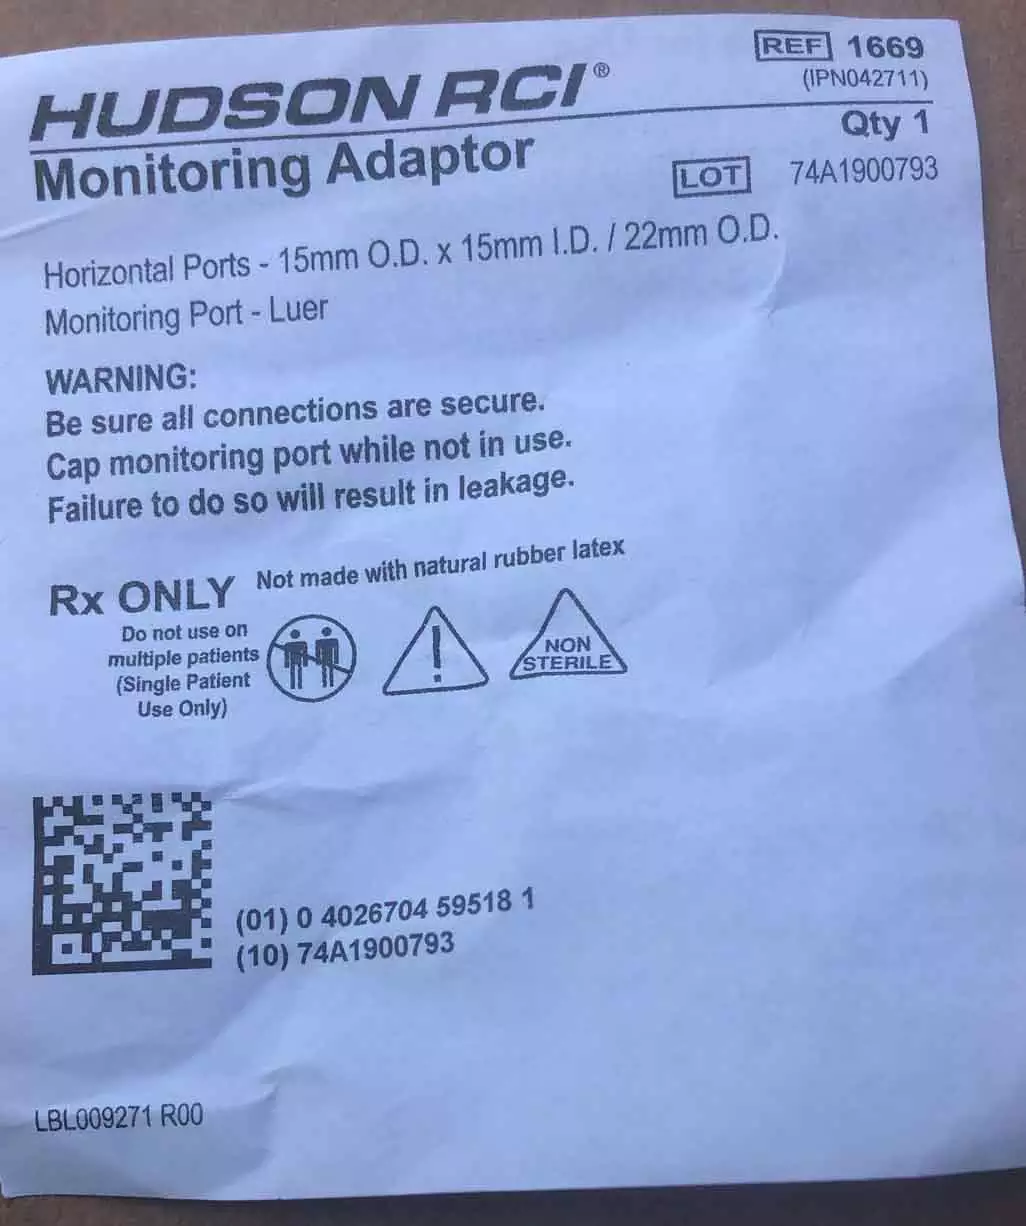 HUDSON RCI®
REF 1669
(IPN042711)
Monitoring Adaptor
Qty 1
LOT 74A1900793
Horizontal Ports - 15mm O.D. x 15mm I.D. / 22mm O.D.
Monitoring Port - Luer
WARNING:
Be sure all connections are secure.
Cap monitoring port while not in use.
Failure to do so will result in leakage.
Rx ONLY Not made with natural rubber latex
Do not use on
multiple patients
(Single Patient
Use Only)
!
NON
STERILE
(01) 0 4026704 59518 1
(10) 74A1900793
LBL009271 R00